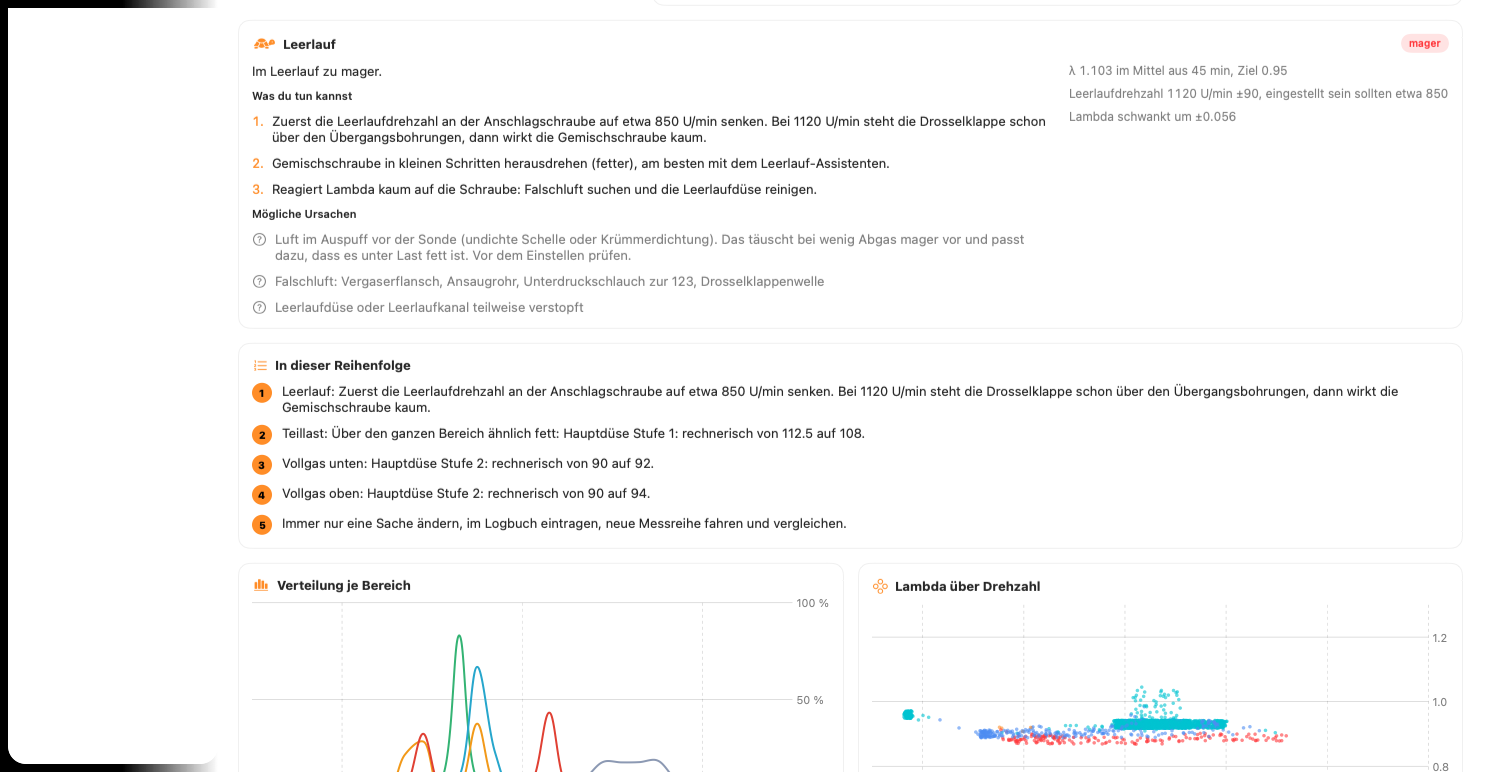 Leerlauf
mager
Im Leerlauf zu mager.
λ 1.103 im Mittel aus 45 min, Ziel 0.95
Was du tun kannst
Leerlaufdrehzahl 1120 U/min ±90, eingestellt sein sollten etwa 850
Lambda schwankt um ±0.056
1. Zuerst die Leerlaufdrehzahl an der Anschlagschraube auf etwa 850 U/min senken. Bei 1120 U/min steht die Drosselklappe schon
über den Übergangsbohrungen, dann wirkt die Gemischschraube kaum.
2. Gemischschraube in kleinen Schritten herausdrehen (fetter), am besten mit dem Leerlauf-Assistenten.
3. Reagiert Lambda kaum auf die Schraube: Falschluft suchen und die Leerlaufdüse reinigen.
Mögliche Ursachen
? Luft im Auspuff vor der Sonde (undichte Schelle oder Krümmerdichtung). Das täuscht bei wenig Abgas mager vor und passt
dazu, dass es unter Last fett ist. Vor dem Einstellen prüfen.
? Falschluft: Vergaserflansch, Ansaugrohr, Unterdruckschlauch zur 123, Drosselklappenwelle
? Leerlaufdüse oder Leerlaufkanal teilweise verstopft
In dieser Reihenfolge
1 Leerlauf: Zuerst die Leerlaufdrehzahl an der Anschlagschraube auf etwa 850 U/min senken. Bei 1120 U/min steht die Drosselklappe schon über den Übergangsbohrungen, dann wirkt die
Gemischschraube kaum.
2 Teillast: Über den ganzen Bereich ähnlich fett: Hauptdüse Stufe 1: rechnerisch von 112.5 auf 108.
3 Vollgas unten: Hauptdüse Stufe 2: rechnerisch von 90 auf 92.
4 Vollgas oben: Hauptdüse Stufe 2: rechnerisch von 90 auf 94.
5 Immer nur eine Sache ändern, im Logbuch eintragen, neue Messreihe fahren und vergleichen.
Verteilung je Bereich
100 %
50 %
Lambda über Drehzahl
1.2
1.0
0.8